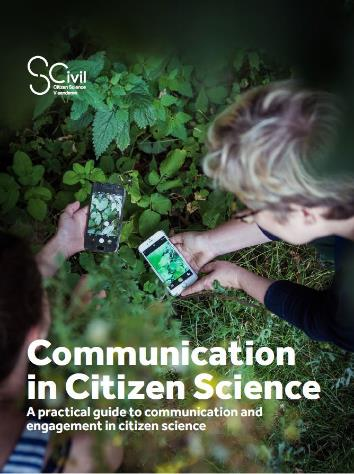 SCivil
Citizen Science
Vlaanderen
Communication
in Citizen Science
A practical guide to communication and
engagement in citizen science